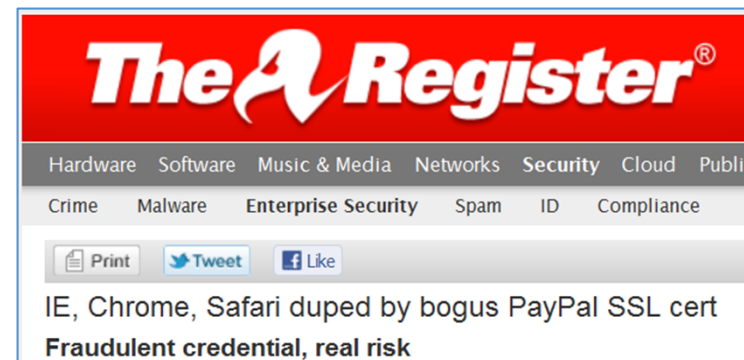 The Register®
Hardware Software Music & Media Networks Security Cloud Publi
Crime Malware Enterprise Security Spam ID Compliance
Print Tweet Like
IE, Chrome, Safari duped by bogus PayPal SSL cert
Fraudulent credential, real risk